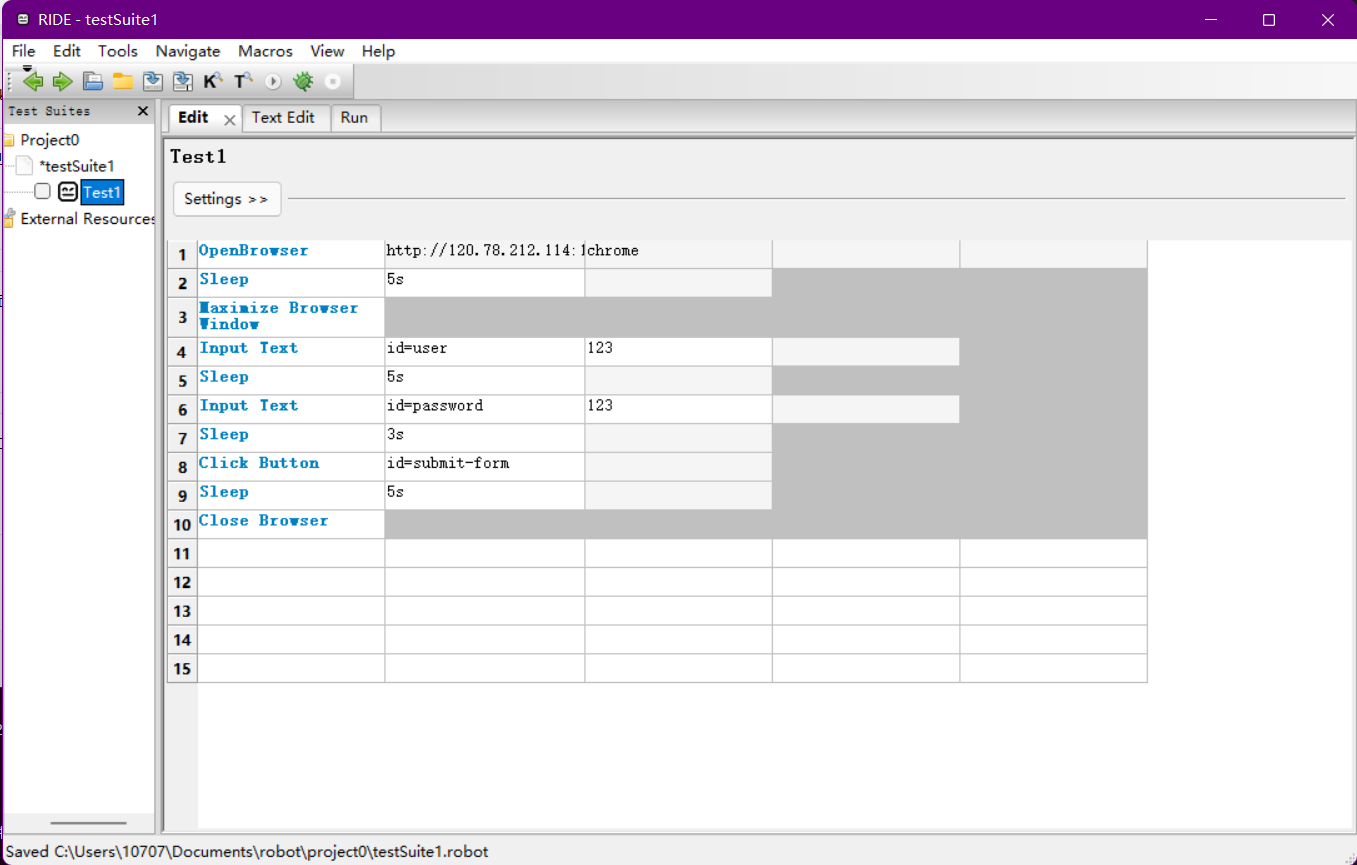 RIDE - testSuite1
File Edit Tools Navigate Macros View Help
K T
Test Suites
Edit Text Edit Run
Project0
*testSuite1
Test1
External Resources
Test1
Settings >>
1 OpenBrowser http://120.78.212.114: chrome
2 Sleep 5s
3 Maximize Browser
Window
4 Input Text id=user 123
5 Sleep 5s
6 Input Text id=password 123
7 Sleep 3s
8 Click Button id=submit-form
9 Sleep 5s
10 Close Browser
11
12
13
14
15
Saved C:\Users\10707\Documents\robot\project0\testSuite1.robot